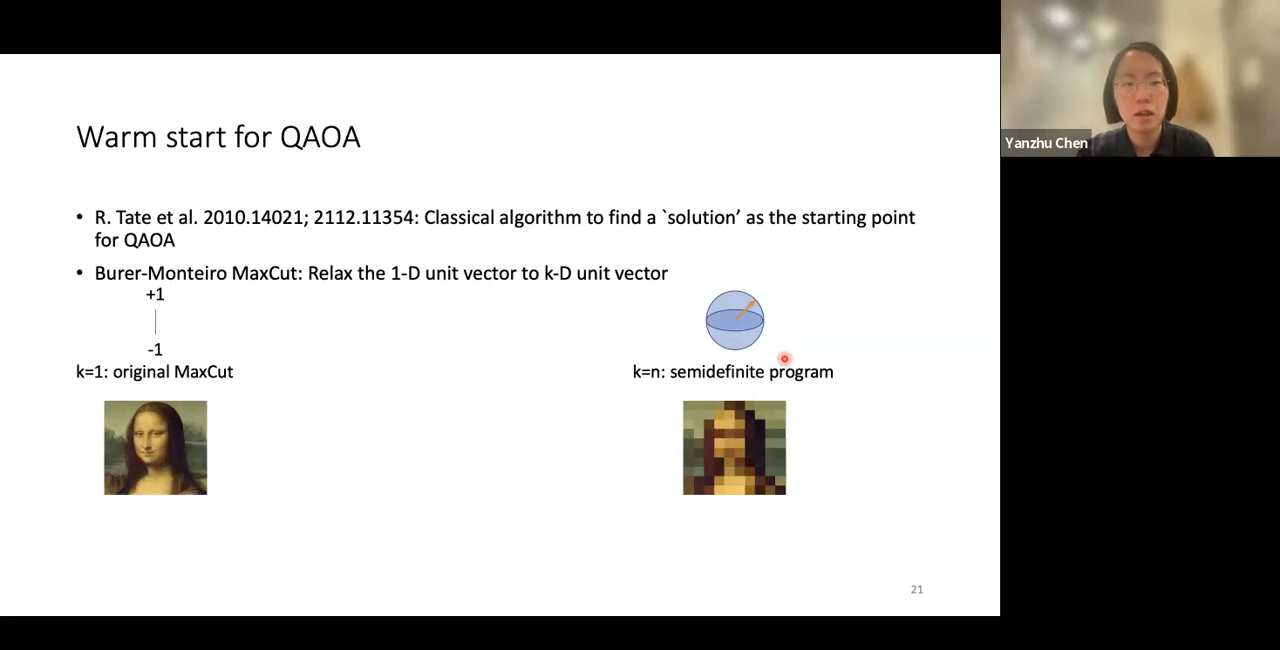 Warm start for QAOA
• R. Tate et al. 2010.14021; 2112.11354: Classical algorithm to find a `solution’ as the starting point
for QAOA
• Burer-Monteiro MaxCut: Relax the 1-D unit vector to k-D unit vector
+1
-1
k=1: original MaxCut
k=n: semidefinite program
21
Yanzhu Chen